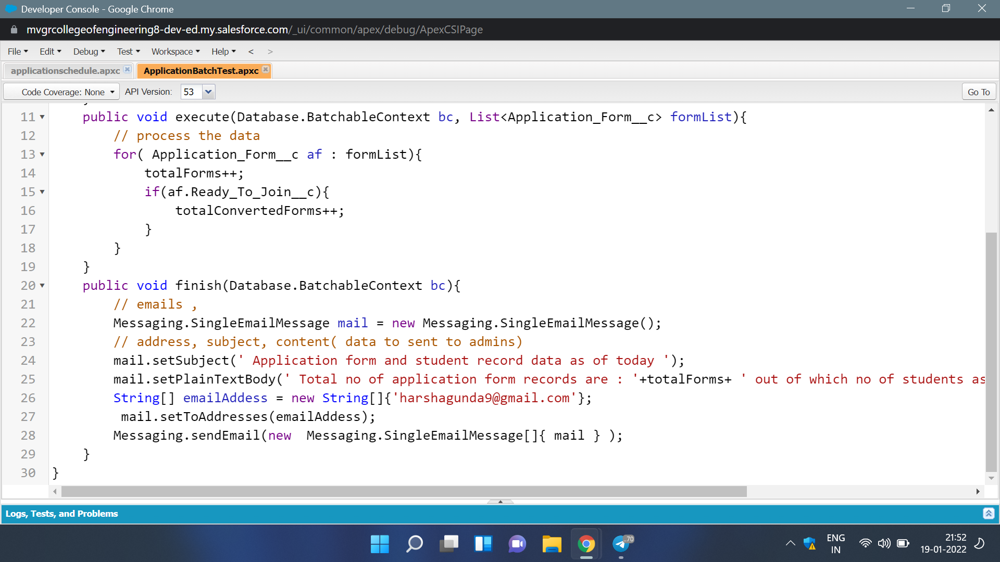 Developer Console - Google Chrome
mvgrcollegeofengineering8-dev-ed.my.salesforce.com/_ui/common/apex/debug/ApexCSIPage
File Edit Debug Test Workspace Help < >
applicationschedule.apxc ApplicationBatchTest.apxc
Code Coverage: None API Version: 53 Go To
11 public void execute(Database.BatchableContext bc, List<Application_Form__c> formList){
12 // process the data
13 for( Application_Form__c af : formList){
14 totalForms++;
15 if(af.Ready_To_Join__c){
16 totalConvertedForms++;
17 }
18 }
19 }
20 public void finish(Database.BatchableContext bc){
21 // emails ,
22 Messaging.SingleEmailMessage mail = new Messaging.SingleEmailMessage();
23 // address, subject, content( data to sent to admins)
24 mail.setSubject(' Application form and student record data as of today ');
25 mail.setPlainTextBody(' Total no of application form records are : '+totalForms+ ' out of which no of students as
26 String[] emailAddess = new String[]{'harshagunda9@gmail.com'};
27 mail.setToAddresses(emailAddess);
28 Messaging.sendEmail(new  Messaging.SingleEmailMessage[]{ mail } );
29 }
30 }
Logs, Tests, and Problems
..70
ENG
IN
21:52
19-01-2022